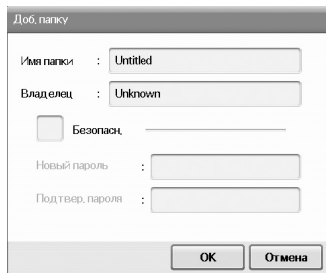 Доб. папку
Имя папки : Untitled
Владелец : Unknown
Безопасн.
Новый пароль :
Подтвер. пароля :
OK Отмена